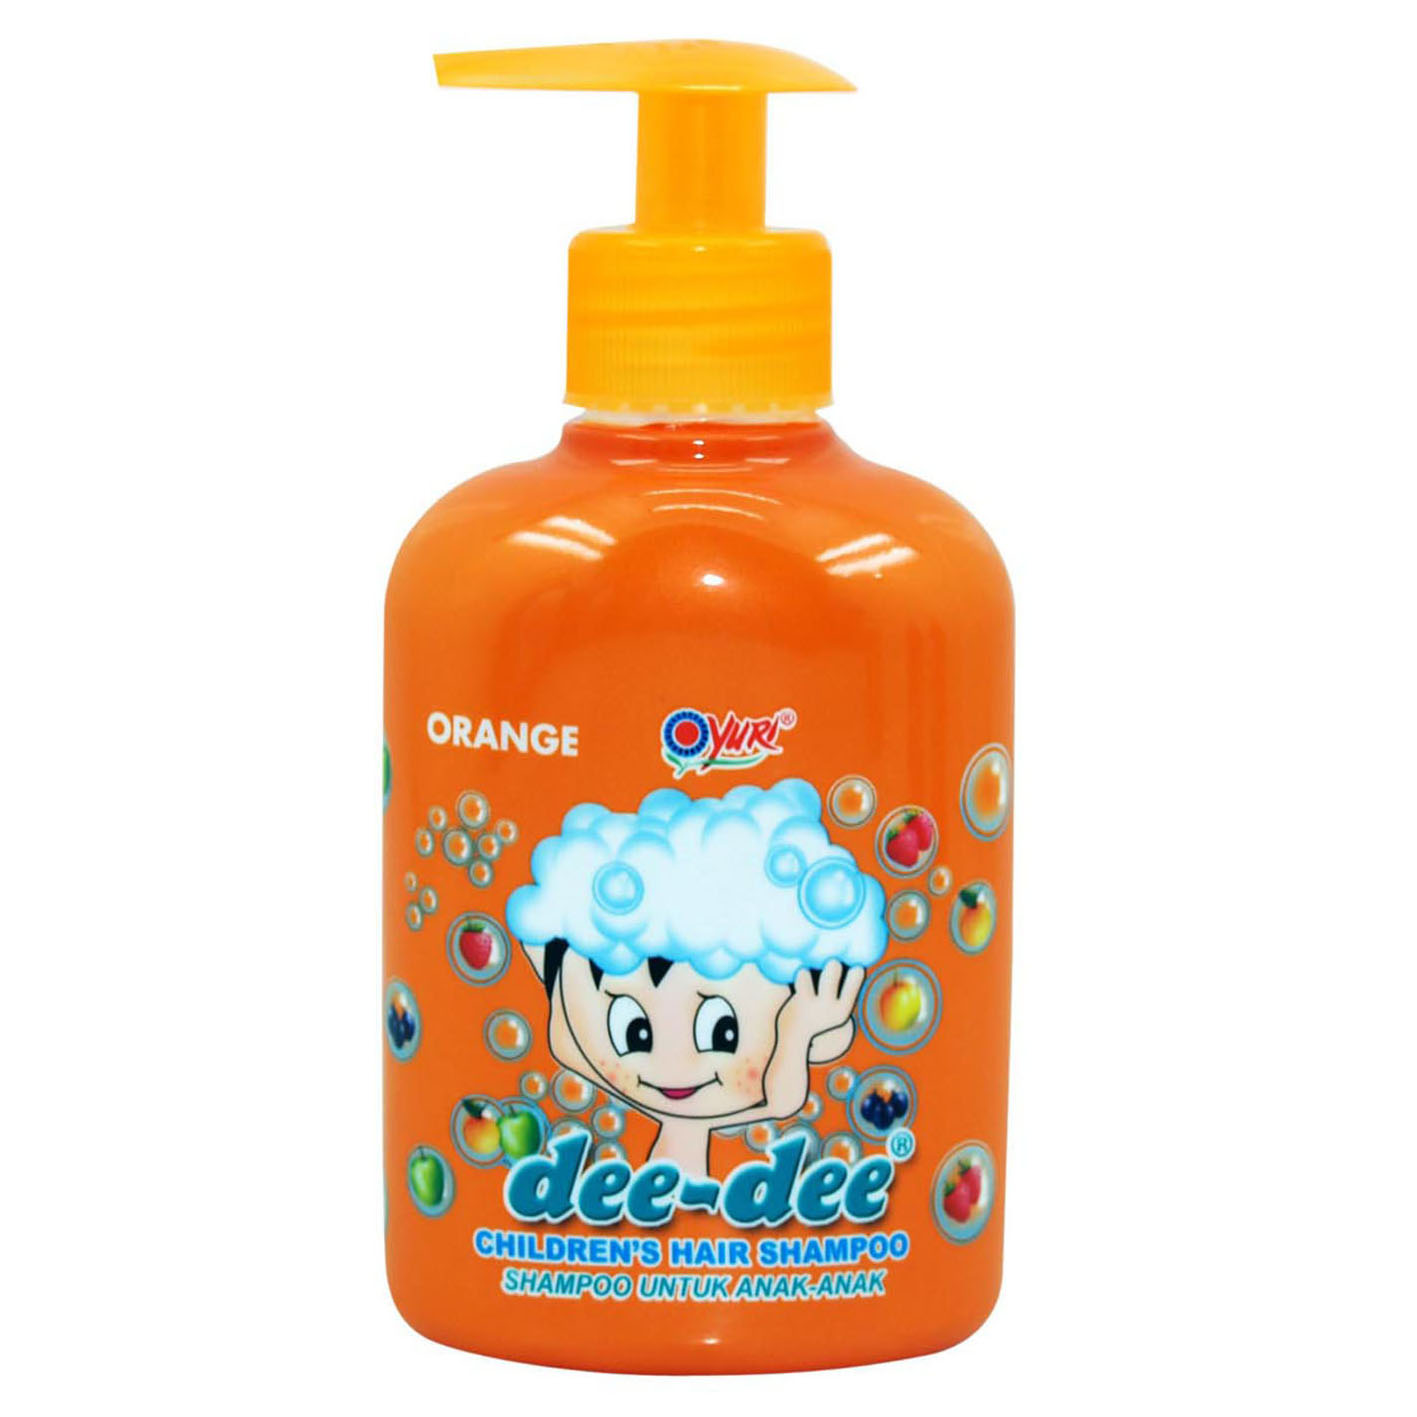 ORANGE
YURI®
dee-dee®
CHILDREN'S HAIR SHAMPOO
SHAMPOO UNTUK ANAK-ANAK